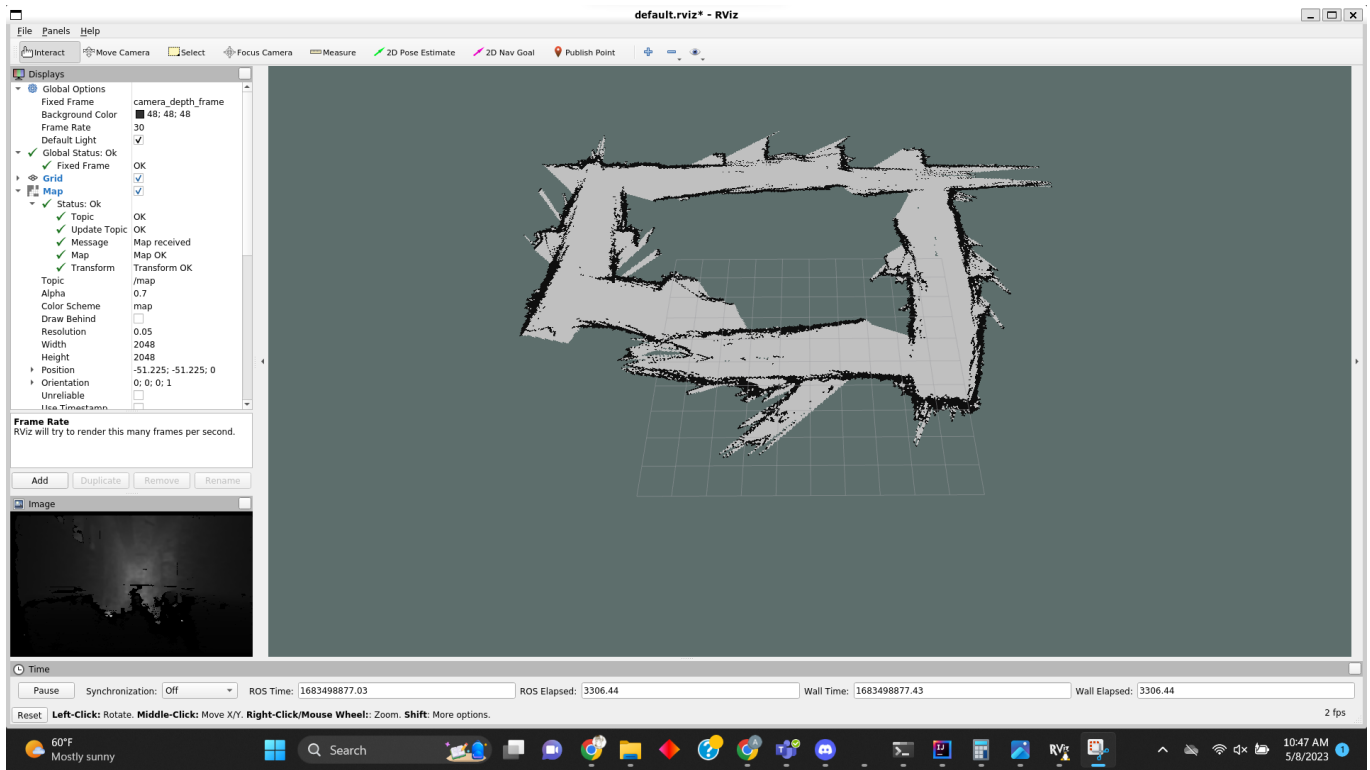 default.rviz* - RViz
File Panels Help
Interact Move Camera Select Focus Camera Measure 2D Pose Estimate 2D Nav Goal Publish Point
Displays
Global Options
Fixed Frame camera_depth_frame
Background Color 48; 48; 48
Frame Rate 30
Default Light
Global Status: Ok
Fixed Frame OK
Grid
Map
Status: Ok
Topic OK
Update Topic OK
Message Map received
Map Map OK
Transform Transform OK
Topic /map
Alpha 0.7
Color Scheme map
Draw Behind
Resolution 0.05
Width 2048
Height 2048
Position -51.225; -51.225; 0
Orientation 0; 0; 0; 1
Unreliable
Use Timestamp
Frame Rate
RViz will try to render this many frames per second.
Add Duplicate Remove Rename
Image
Time
Pause Synchronization: Off ROS Time: 1683498877.03 ROS Elapsed: 3306.44 Wall Time: 1683498877.43 Wall Elapsed: 3306.44
Reset Left-Click: Rotate. Middle-Click: Move X/Y. Right-Click/Mouse Wheel:: Zoom. Shift: More options. 2 fps
60°F
Mostly sunny
Search
RViz
10:47 AM
5/8/2023
1